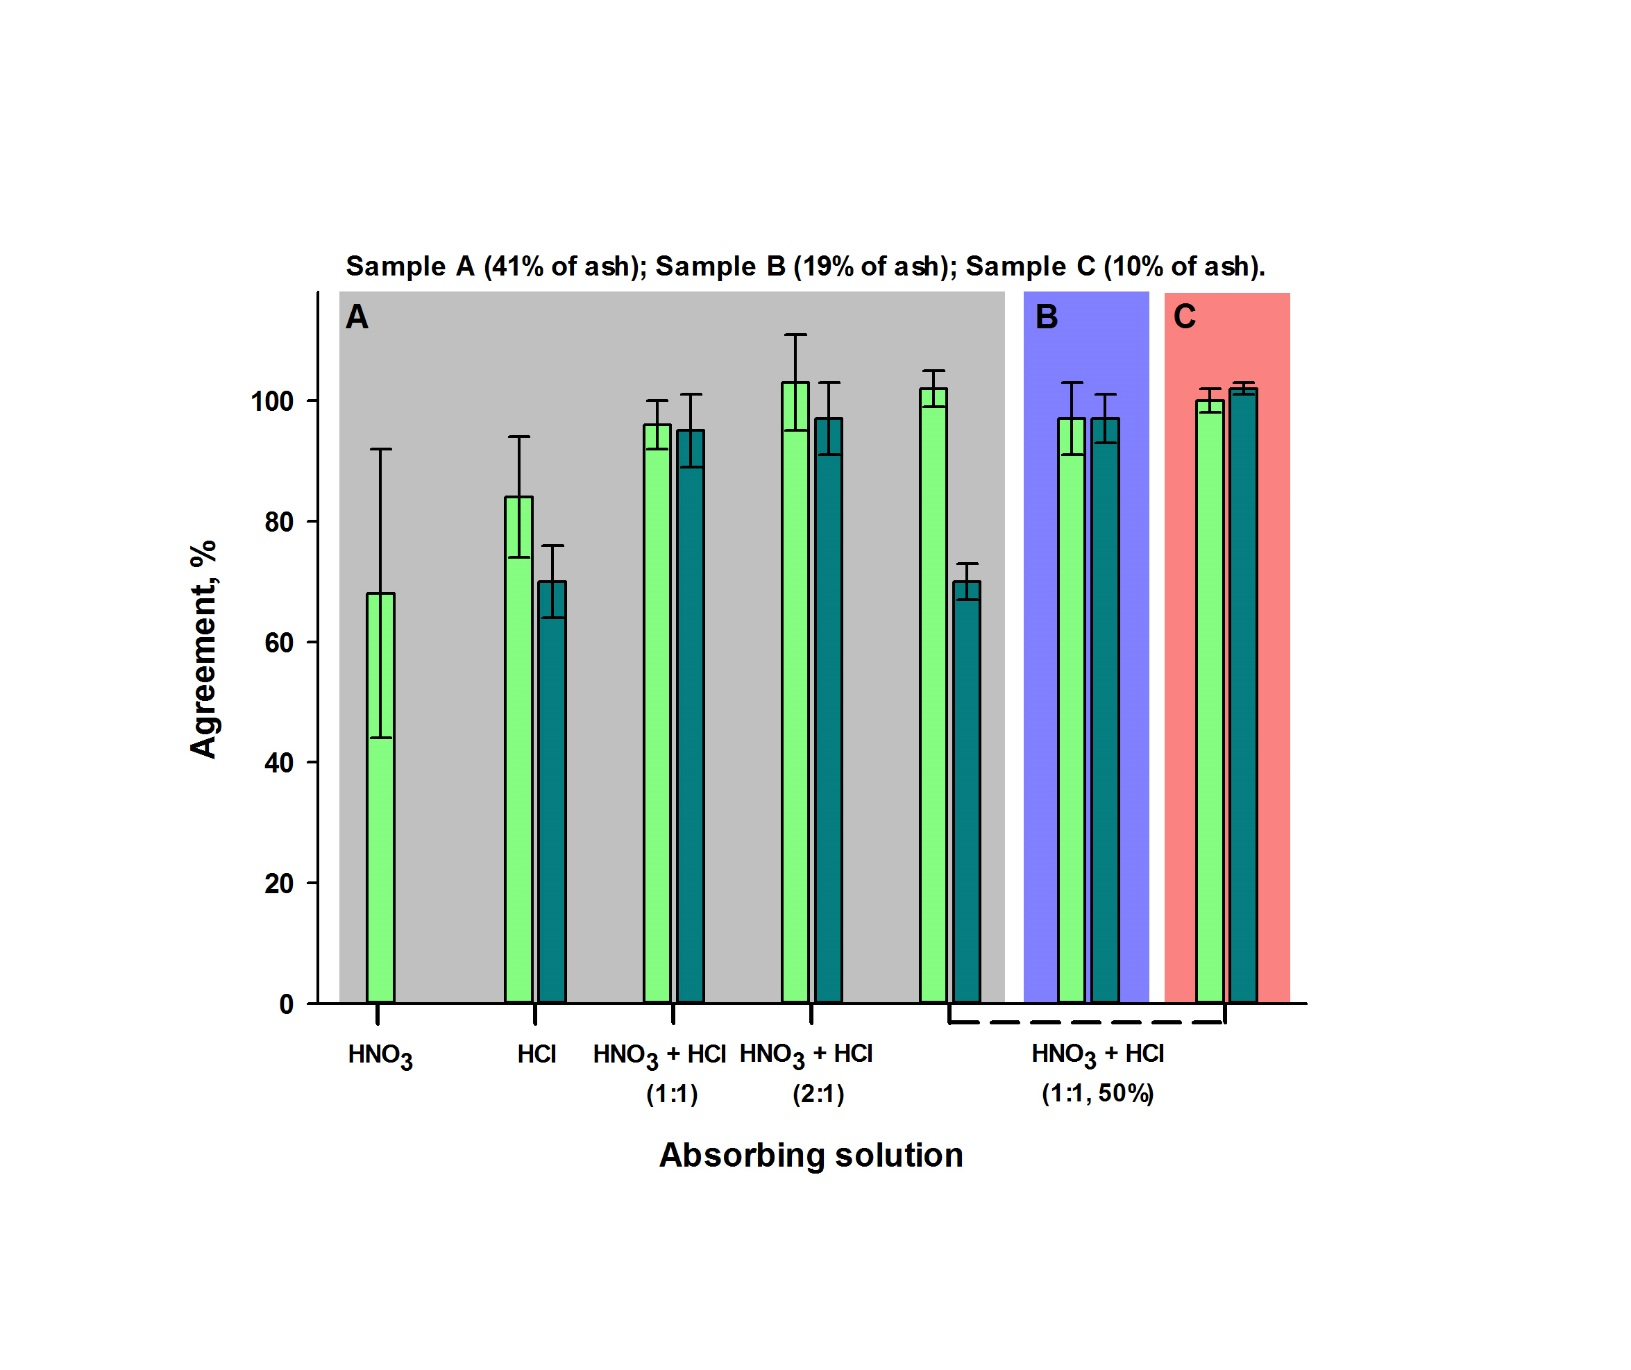 Sample A (41% of ash); Sample B (19% of ash); Sample C (10% of ash).
A
B
C
100
80
60
40
20
0
Agreement, %
HNO3
HCl
HNO3 + HCl
(1:1)
HNO3 + HCl
(2:1)
HNO3 + HCl
(1:1, 50%)
Absorbing solution